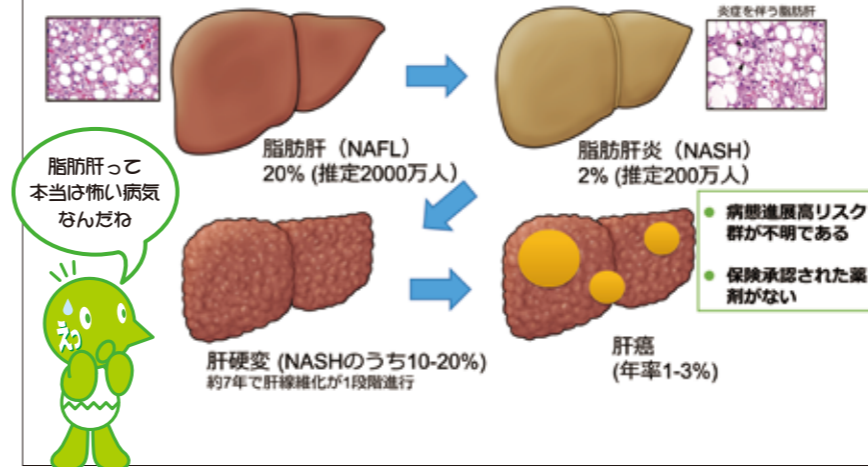 炎症を伴う脂肪肝
脂肪肝（NAFL）
20% (推定2000万人）
脂肪肝炎（NASH）
2% (推定200万人）
脂肪肝って
本当は怖い病気
なんだね
えっ
● 病態進展高リスク
群が不明である
● 保険承認された薬
剤がない
肝硬変 (NASHのうち10-20%)
約7年で肝線維化が1段階進行
肝癌
(年率1-3%)